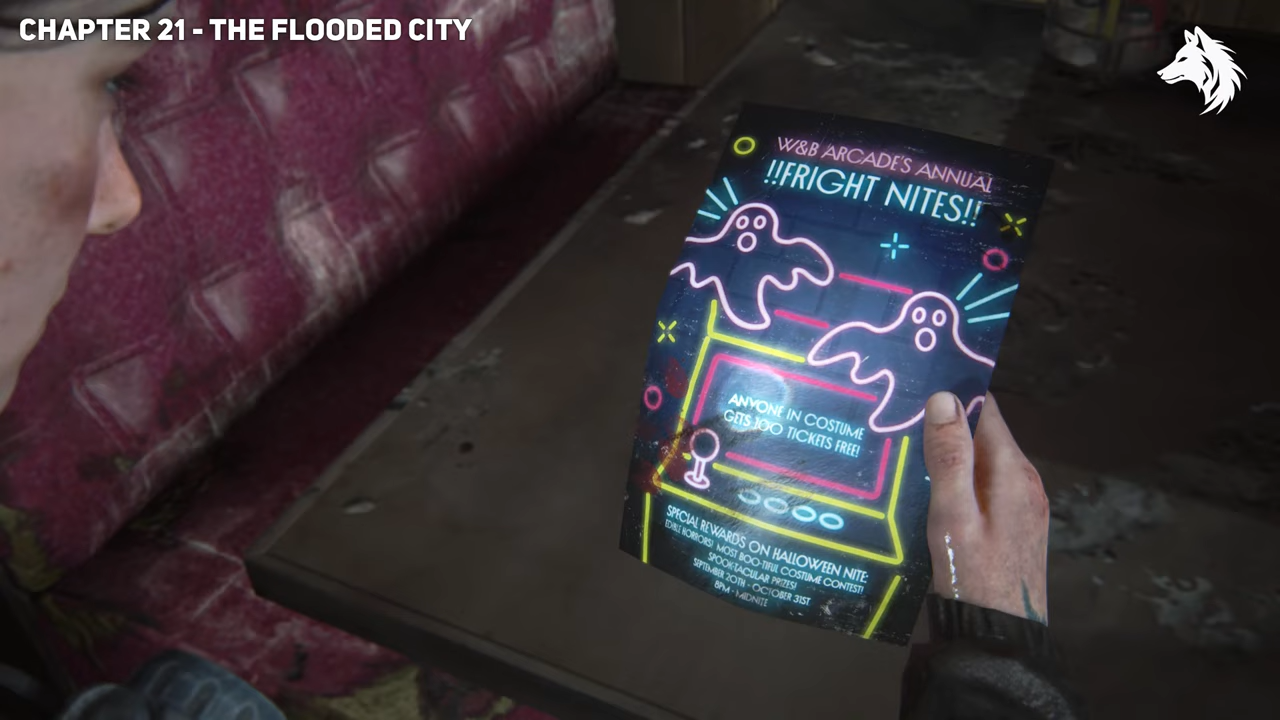 CHAPTER 21 - THE FLOODED CITY
W&B ARCADE'S ANNUAL
!!FRIGHT NITES!!
ANYONE IN COSTUME
GETS 100 TICKETS FREE!
SPECIAL REWARDS ON HALLOWEEN NITE:
EDIBLE HORRORS! MOST BOO-TIFUL COSTUME CONTEST!
SPOOK-TACULAR PRIZES!
SEPTEMBER 20TH - OCTOBER 31ST
8PM - MIDNITE